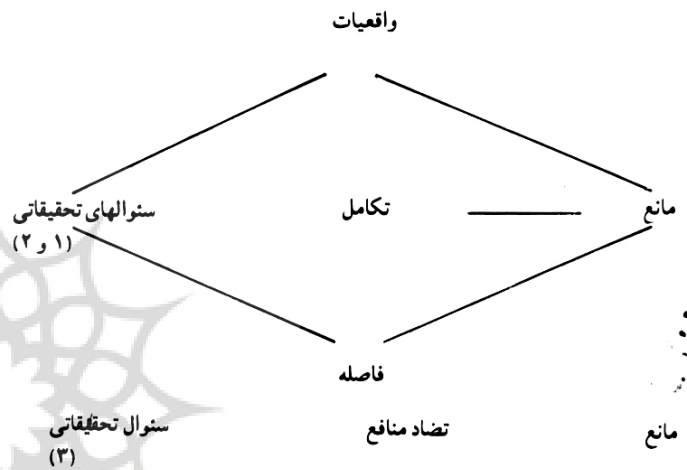 واقعیات
مانع تکامل سئوالهای تحقیقاتی
(۱ و ۲)
فاصله
مانع تضاد منافع سئوال تحقیقاتی
(۳)